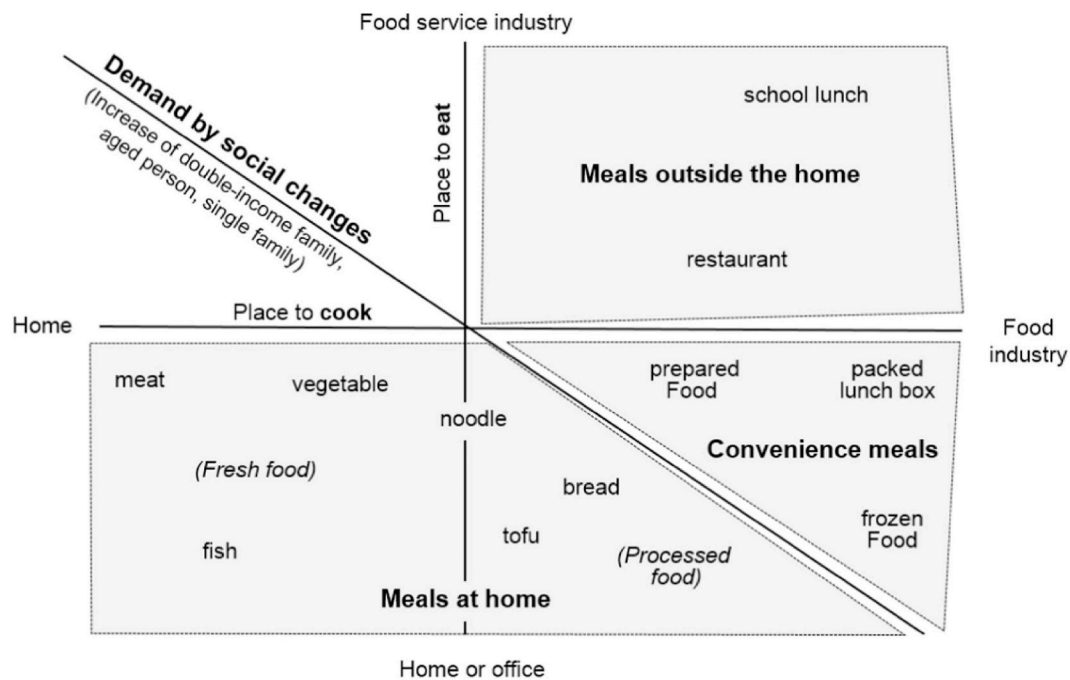 Food service industry
Demand by social changes
(Increase of double-income family,
aged person, single family)
Place to eat
school lunch
Meals outside the home
restaurant
Place to cook
Home
Food
industry
meat
vegetable
noodle
(Fresh food)
bread
fish
tofu
(Processed
food)
Meals at home
prepared
Food
packed
lunch box
Convenience meals
frozen
Food
Home or office